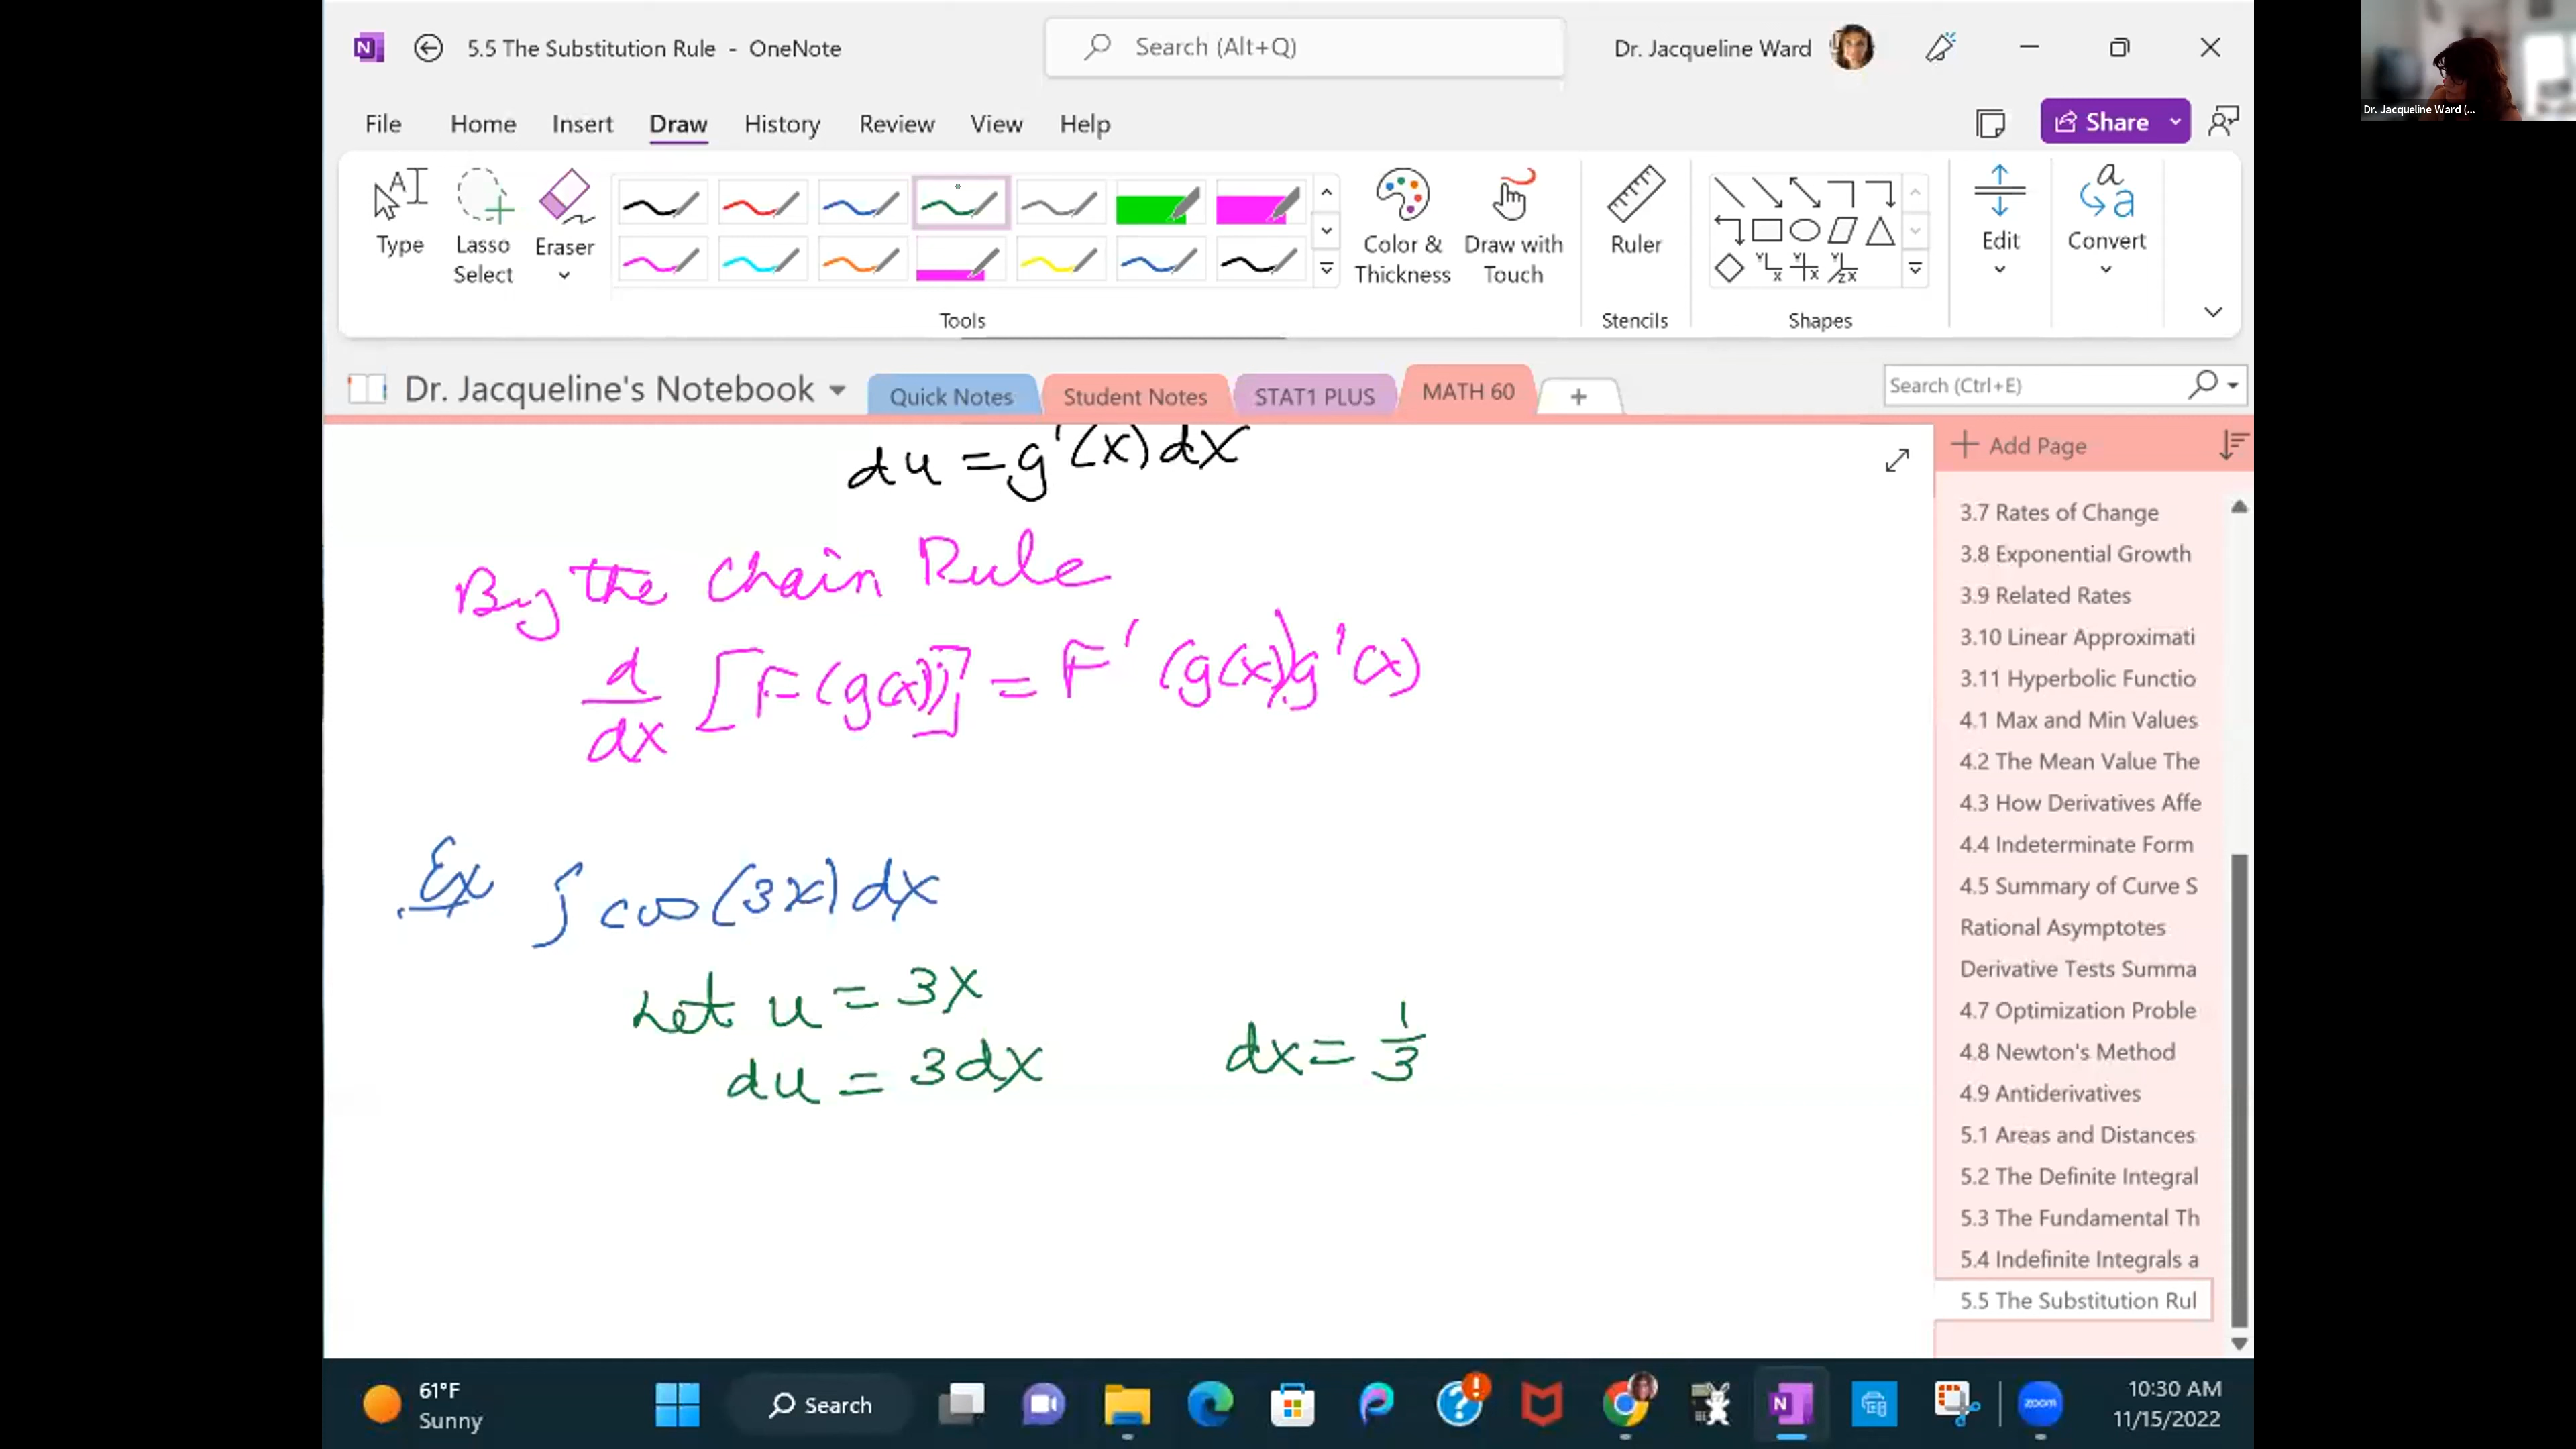 5.5 The Substitution Rule - OneNote
Search (Alt+Q)
Dr. Jacqueline Ward
Dr. Jacqueline Ward (...
File Home Insert Draw History Review View Help
Share
Type
Lasso Select
Eraser
Color & Thickness
Draw with Touch
Ruler
Edit
Convert
Tools
Stencils
Shapes
Dr. Jacqueline's Notebook
Quick Notes
Student Notes
STAT1 PLUS
MATH 60
+
Search (Ctrl+E)
du = g'(x) dx
By the Chain Rule
d/dx [F(g(x))] = F'(g(x))g'(x)
Ex ∫ cos(3x) dx
Let u = 3x
du = 3dx dx = 1/3
Add Page
3.7 Rates of Change
3.8 Exponential Growth
3.9 Related Rates
3.10 Linear Approximati
3.11 Hyperbolic Functio
4.1 Max and Min Values
4.2 The Mean Value The
4.3 How Derivatives Affe
4.4 Indeterminate Form
4.5 Summary of Curve S
Rational Asymptotes
Derivative Tests Summa
4.7 Optimization Proble
4.8 Newton's Method
4.9 Antiderivatives
5.1 Areas and Distances
5.2 The Definite Integral
5.3 The Fundamental Th
5.4 Indefinite Integrals a
5.5 The Substitution Rul
61°F
Sunny
Search
zoom
10:30 AM
11/15/2022